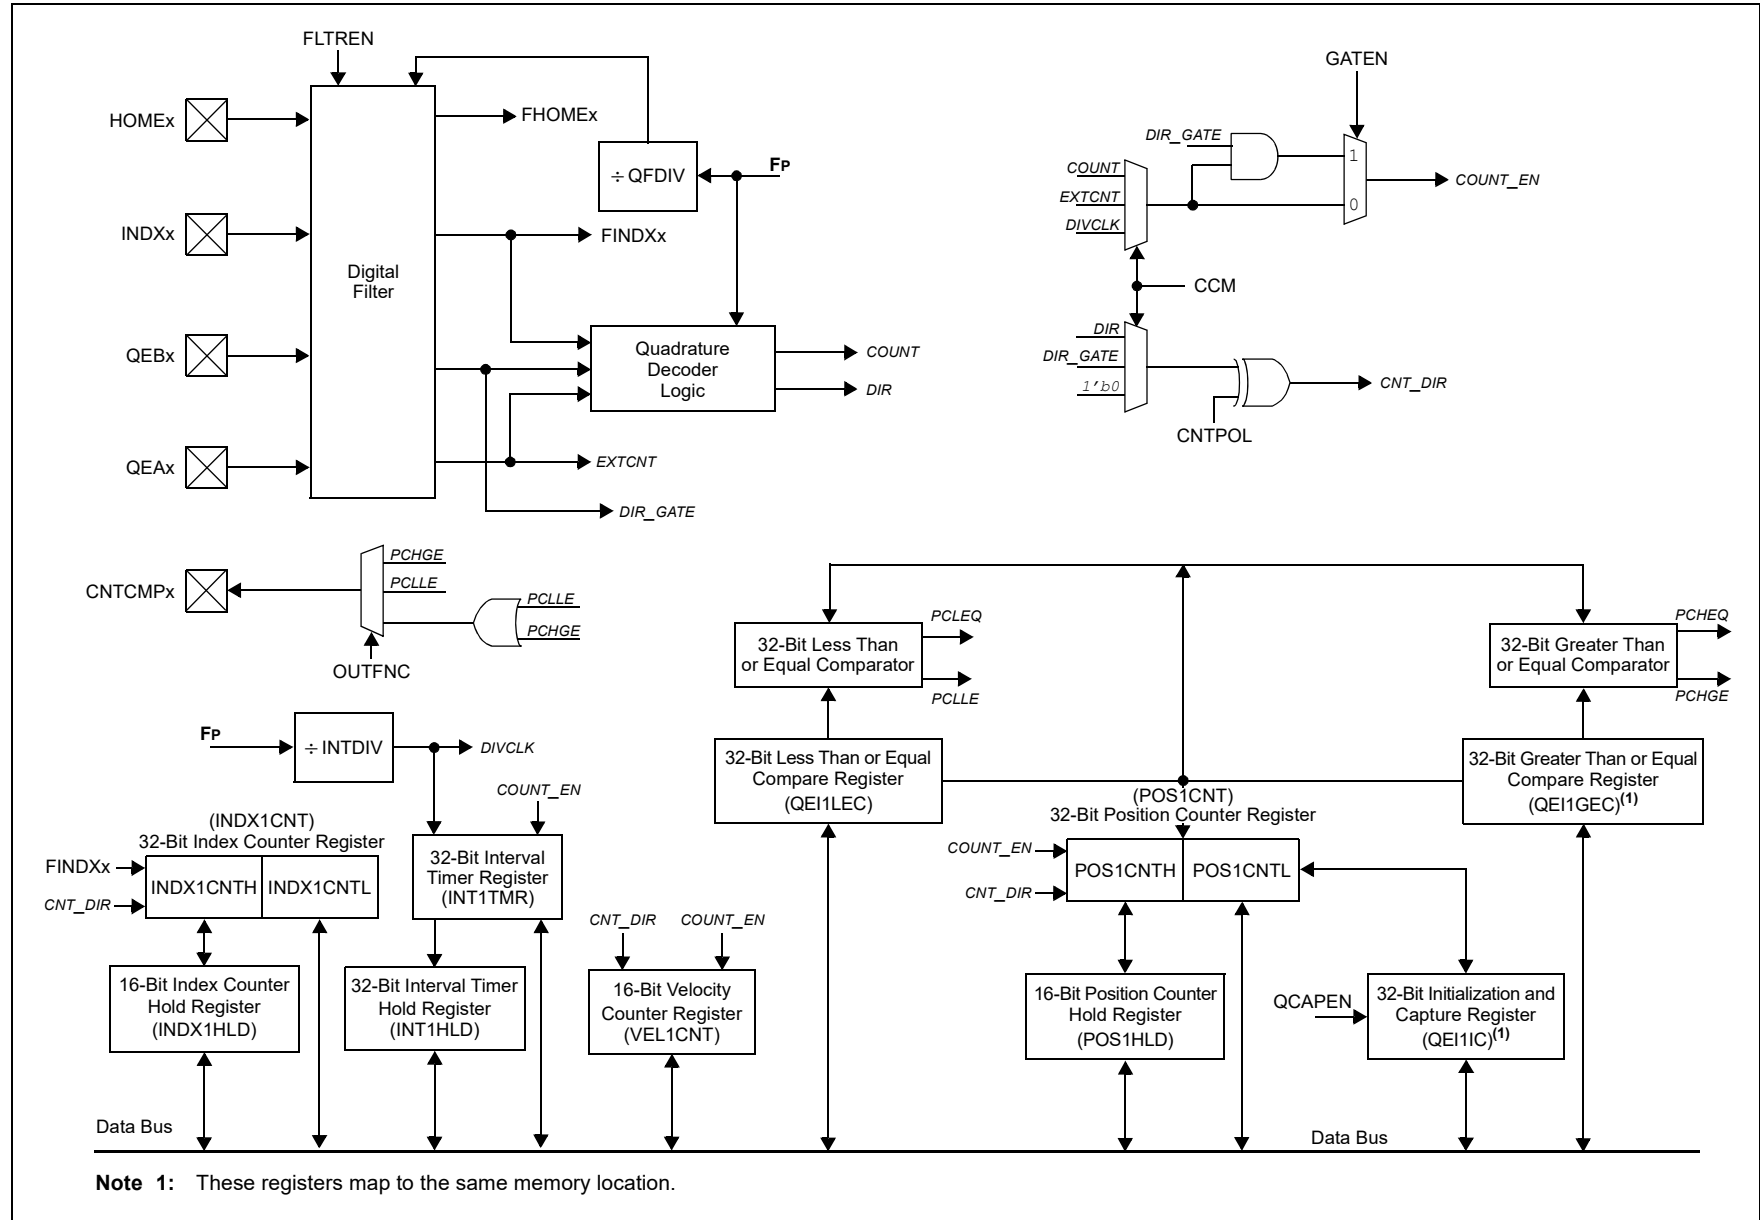 FLTREN
HOMEx
INDXx
QEBx
QEAx
Digital
Filter
FHOMEx
÷ QFDIV
FP
FINDXx
Quadrature
Decoder
Logic
COUNT
DIR
EXTCNT
DIR_GATE
GATEN
DIR_GATE
COUNT
EXTCNT
DIVCLK
1
0
COUNT_EN
CCM
DIR
DIR_GATE
1'b0
CNTPOL
CNT_DIR
CNTCMPx
PCHGE
PCLLE
PCLLE
PCHGE
OUTFNC
32-Bit Less Than
or Equal Comparator
PCLEQ
PCLLE
32-Bit Greater Than
or Equal Comparator
PCHEQ
PCHGE
FP
÷ INTDIV
DIVCLK
COUNT_EN
32-Bit Less Than or Equal
Compare Register
(QEI1LEC)
32-Bit Greater Than or Equal
Compare Register
(QEI1GEC)(1)
(INDX1CNT)
32-Bit Index Counter Register
FINDXx
CNT_DIR
INDX1CNTH
INDX1CNTL
32-Bit Interval
Timer Register
(INT1TMR)
(POS1CNT)
32-Bit Position Counter Register
COUNT_EN
CNT_DIR
POS1CNTH
POS1CNTL
CNT_DIR
COUNT_EN
16-Bit Index Counter
Hold Register
(INDX1HLD)
32-Bit Interval Timer
Hold Register
(INT1HLD)
16-Bit Velocity
Counter Register
(VEL1CNT)
16-Bit Position Counter
Hold Register
(POS1HLD)
QCAPEN
32-Bit Initialization and
Capture Register
(QEI1IC)(1)
Data Bus
Data Bus
Note 1: These registers map to the same memory location.